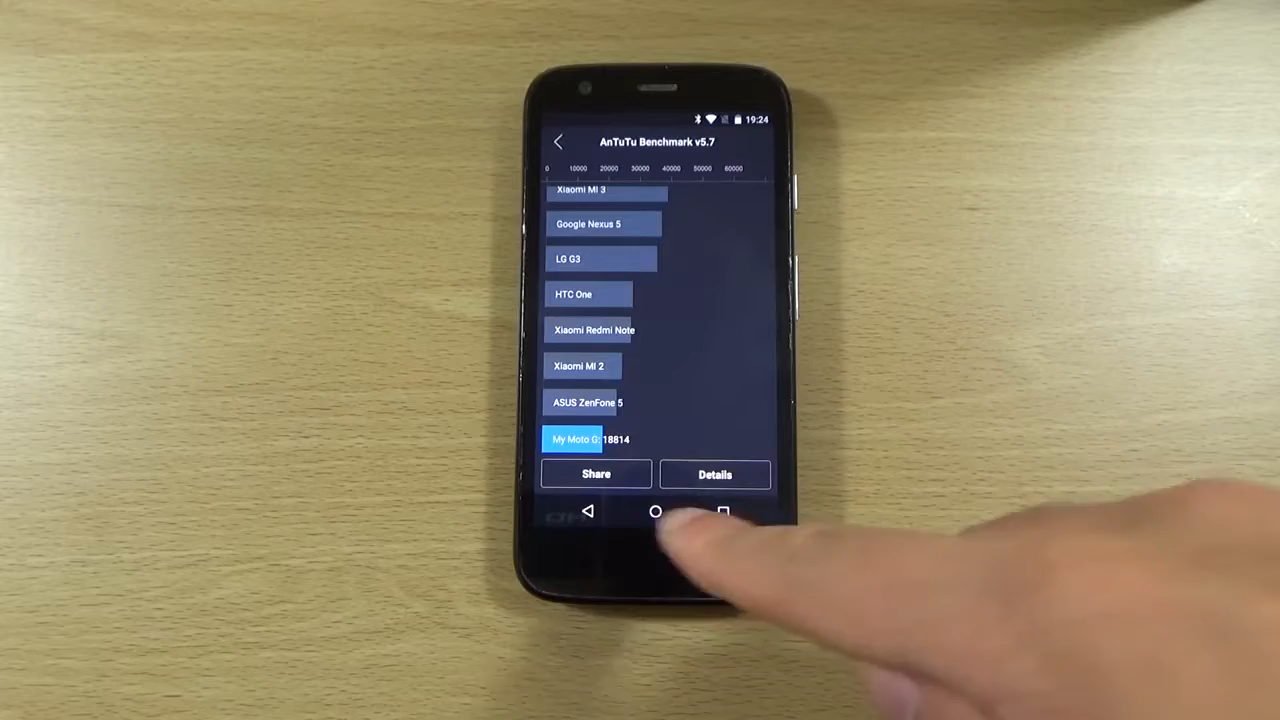 19:24
AnTuTu Benchmark v5.7
0 10000 20000 30000 40000 50000 60000
Xiaomi MI 3
Google Nexus 5
LG G3
HTC One
Xiaomi Redmi Note
Xiaomi MI 2
ASUS ZenFone 5
My Moto G: 18814
Share Details